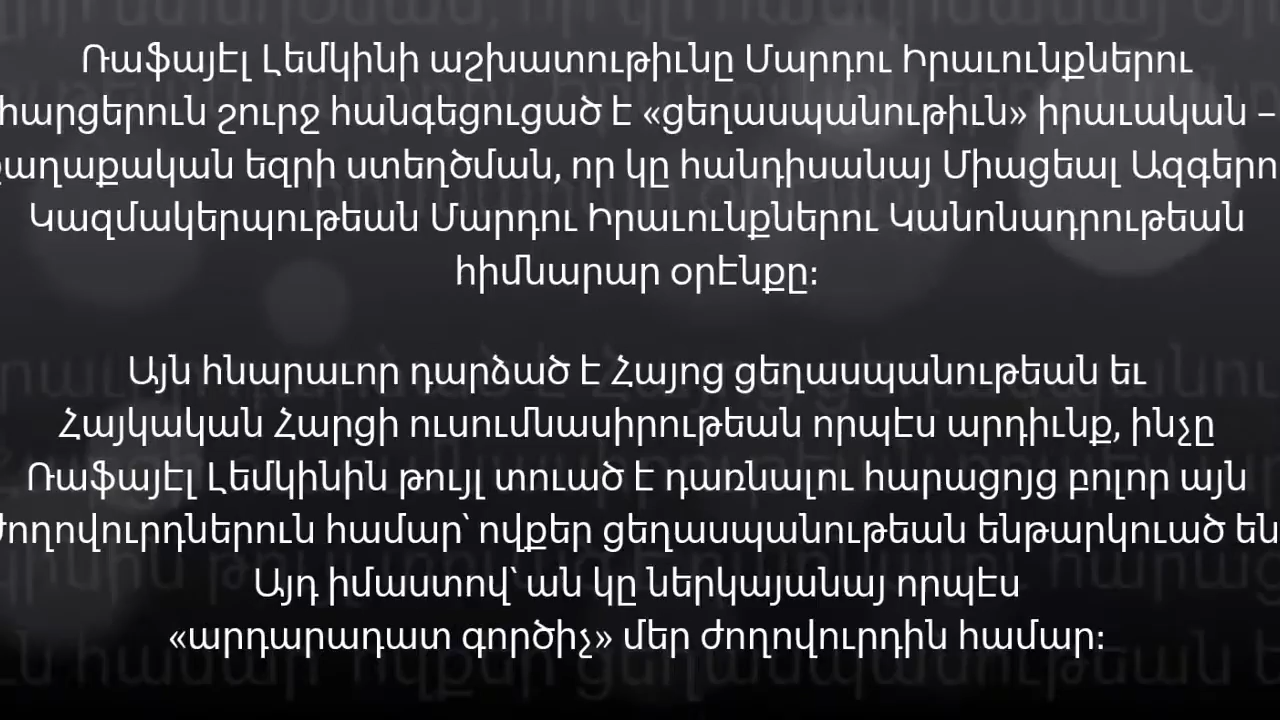 Ռաֆայէլ Լեմկինի աշխատութիւնը Մարդու Իրաւունքներու
հարցերուն շուրջ հանգեցուցած է «ցեղասպանութիւն» իրաւական –
քաղաքական եզրի ստեղծման, որ կը հանդիսանայ Միացեալ Ազգերո
Կազմակերպութեան Մարդու Իրաւունքներու Կանոնադրութեան
հիմնարար օրէնքը։
Այն հնարաւոր դարձած է Հայոց ցեղասպանութեան եւ
Հայկական Հարցի ուսումնասիրութեան որպէս արդիւնք, ինչը
Ռաֆայէլ Լեմկինին թույլ տուած է դառնալու հարացոյց բոլոր այն
ժողովուրդներուն համար՝ ովքեր ցեղասպանութեան ենթարկուած են
Այդ իմաստով՝ ան կը ներկայանայ որպէս
«արդարադատ գործիչ» մեր ժողովուրդին համար։